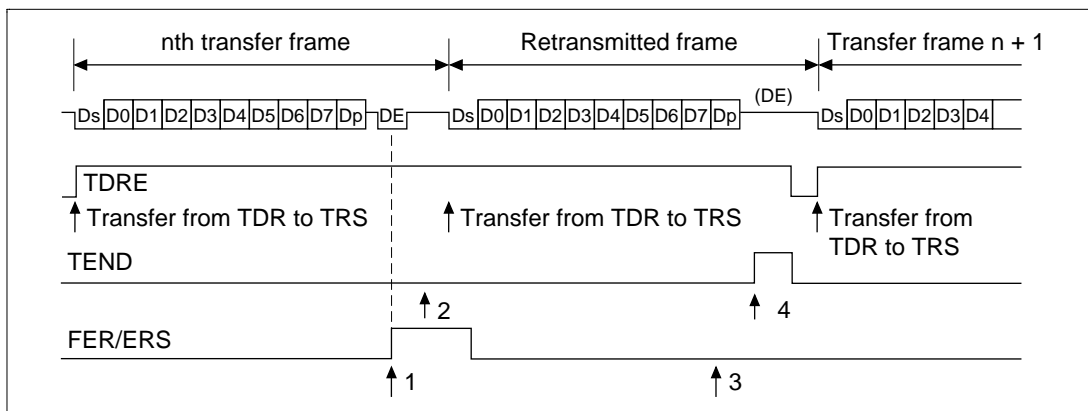 nth transfer frame Retransmitted frame Transfer frame n + 1
(DE)
Ds D0 D1 D2 D3 D4 D5 D6 D7 Dp DE Ds D0 D1 D2 D3 D4 D5 D6 D7 Dp Ds D0 D1 D2 D3 D4
TDRE
Transfer from TDR to TRS Transfer from TDR to TRS Transfer from
TDR to TRS
TEND
2 4
FER/ERS
1 3